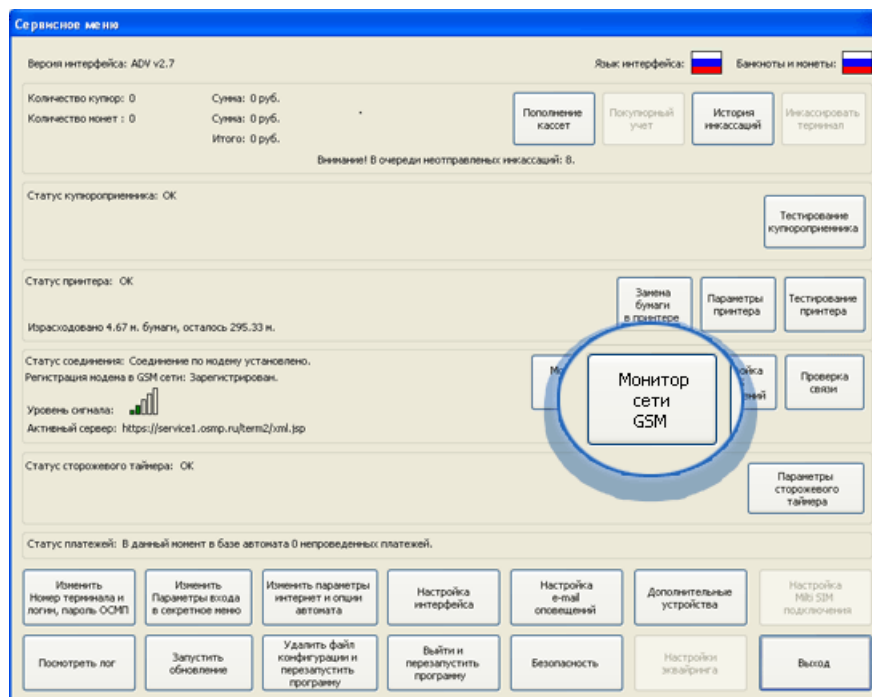 Сервисное меню
Версия интерфейса: ADV v2.7
Язык интерфейса:
Банкноты и монеты:
Количество купюр: 0
Сумма: 0 руб.
Количество монет : 0
Сумма: 0 руб.
Итого: 0 руб.
Пополнение
кассет
Покупюрный
учет
История
инкассаций
Инкассировать
терминал
Внимание! В очереди неотправленых инкассаций: 8.
Статус купюроприенника: OK
Тестирование
купюроприенника
Статус принтера: OK
Замена
бумаги
в принтере
Параметры
принтера
Тестирование
принтера
Израсходовано 4.67 м. бумаги, осталось 295.33 м.
Статус соединения: Соединение по модему установлено.
Регистрация модема в GSM сети: Зарегистрирован.
Уровень сигнала:
Активный сервер: https://service1.osmp.ru/term2/xml.jsp
Монитор
сети
GSM
Проверка
связи
Статус сторожевого таймера: OK
Параметры
сторожевого
таймера
Статус платежей: В данный момент в базе автомата 0 непроведенных платежей.
Изменить
Номер терминала и
логин, пароль ОСМП
Изменить
Параметры входа
в секретное меню
Изменить параметры
интернет и опции
автомата
Настройка
интерфейса
Настройка
e-mail
оповещений
Дополнительные
устройства
Настройка
Milti SIM
подключения
Посмотреть лог
Запустить
обновление
Удалить файл
конфигурации и
перезапустить
программу
Выйти и
перезапустить
программу
Безопасность
Настройки
эквайринга
Выход